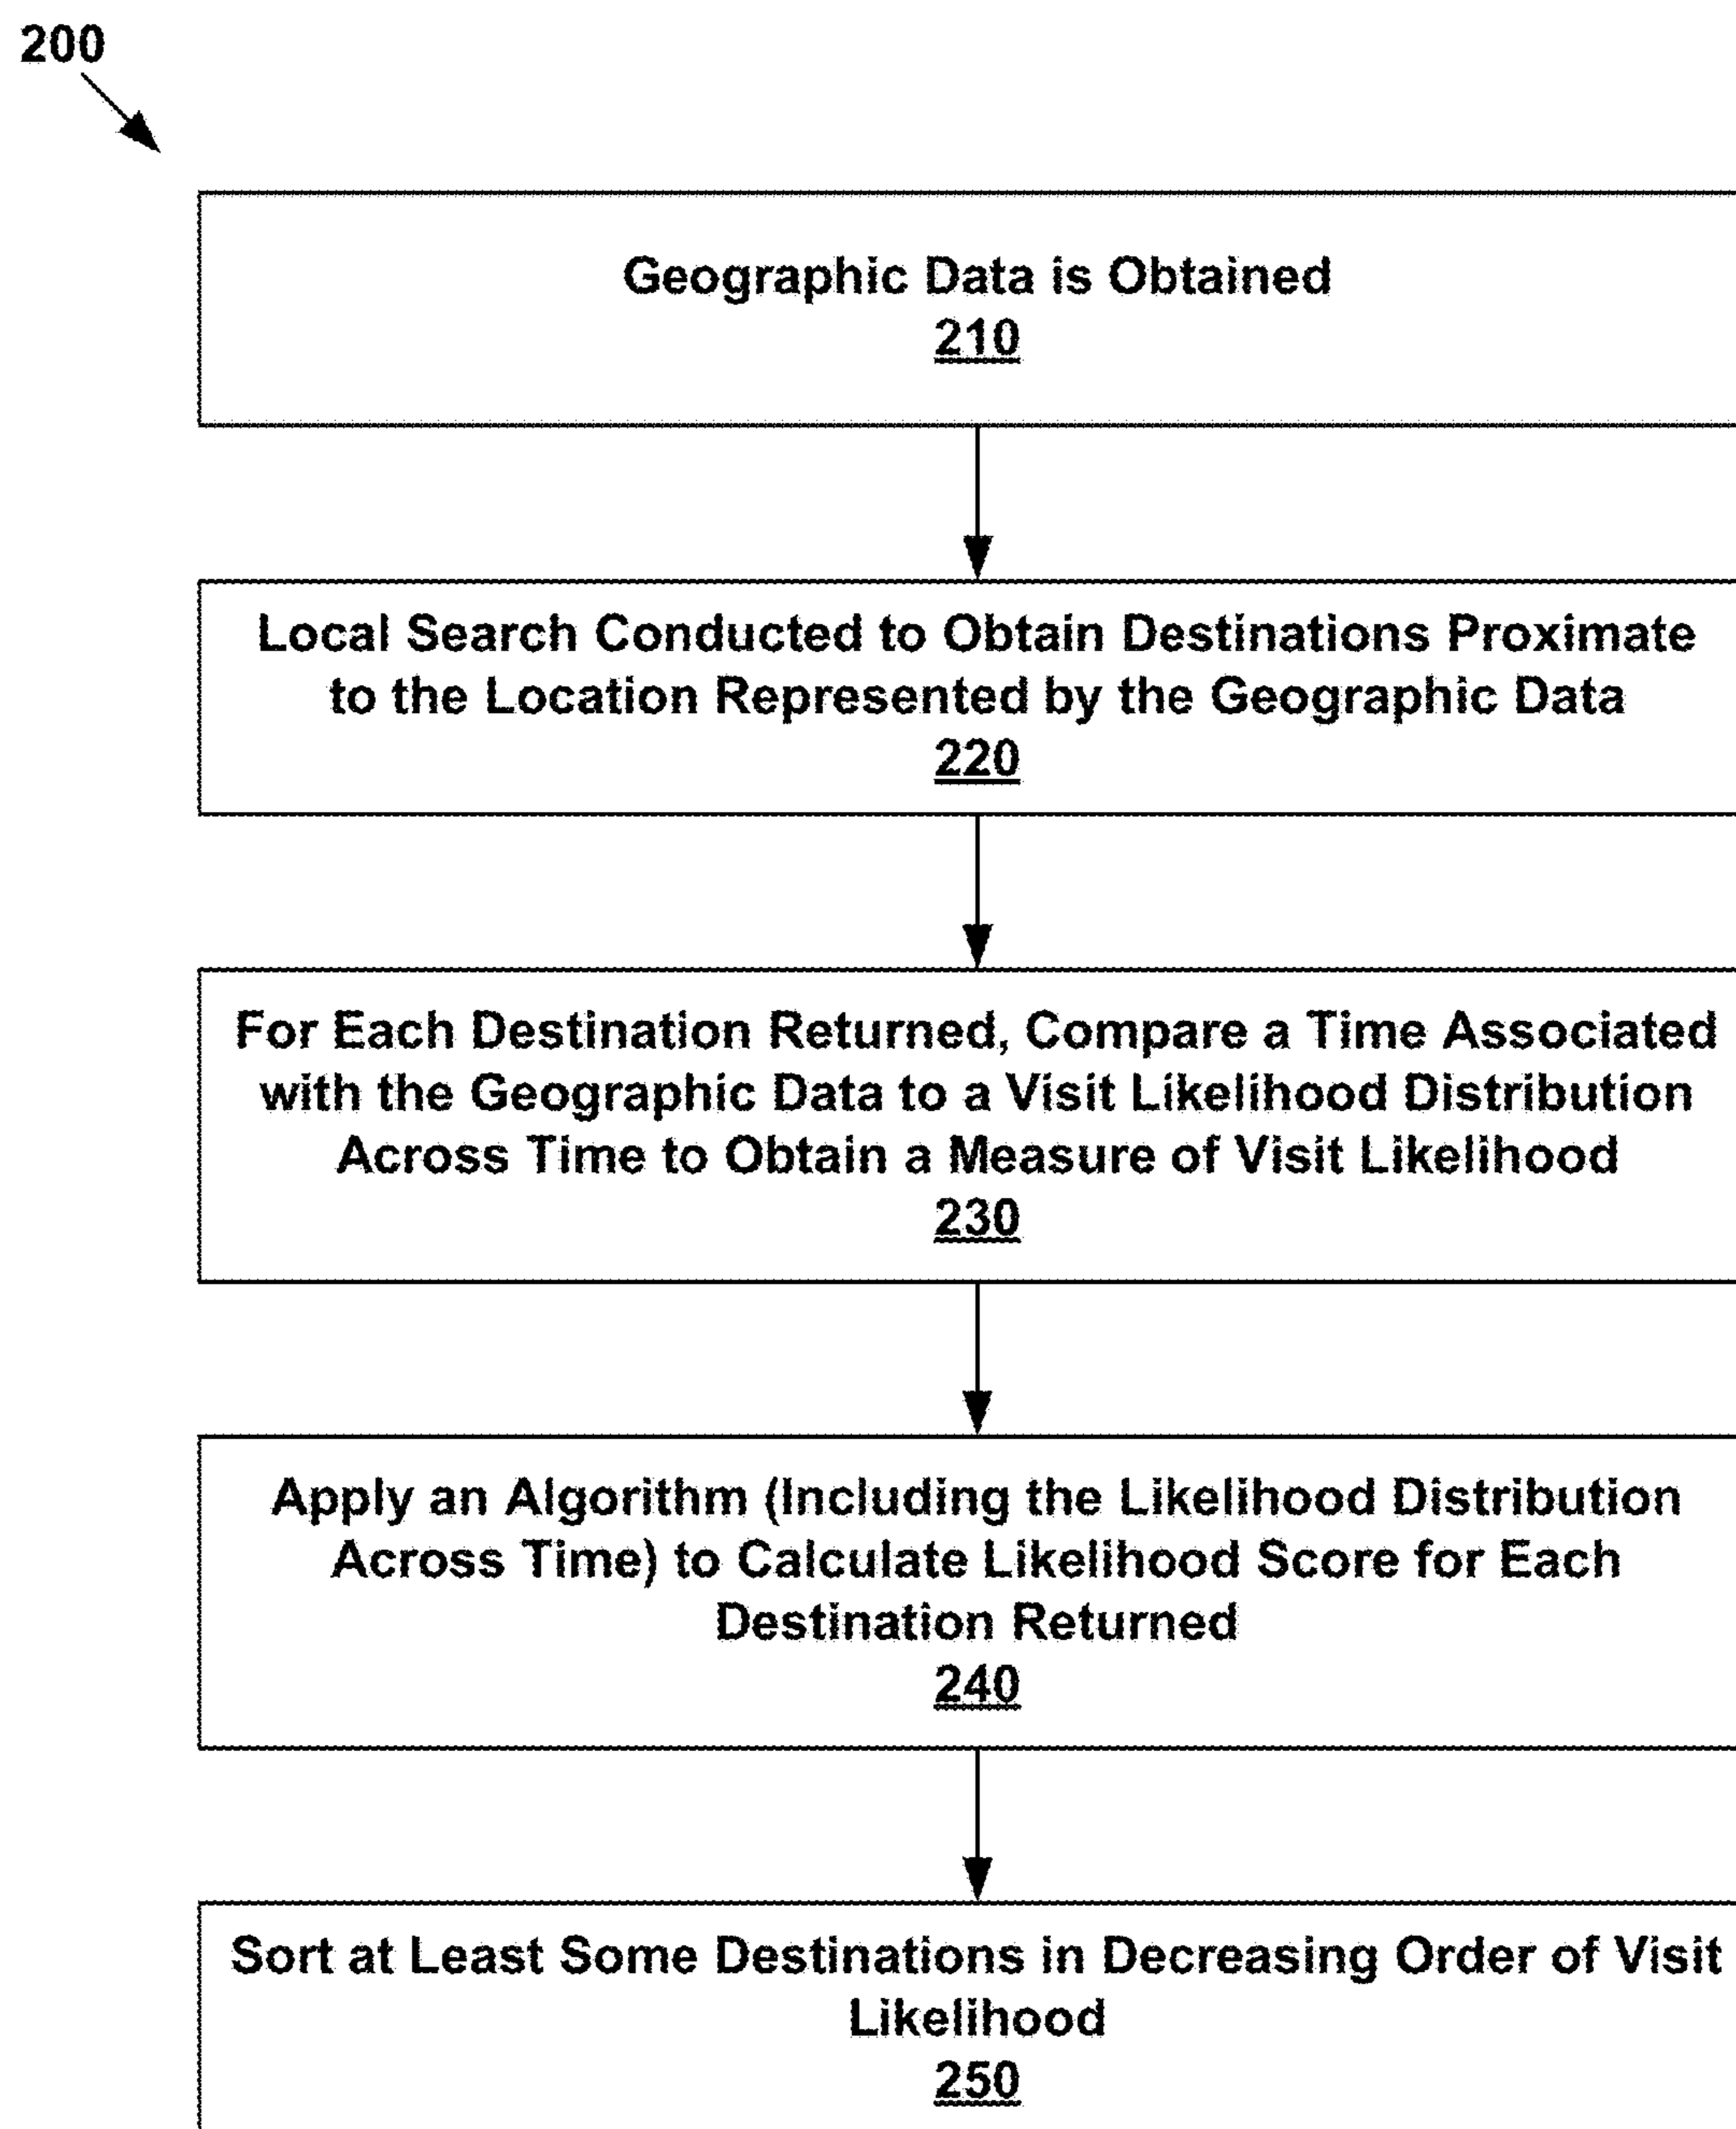 200
Geographic Data is Obtained
210
Local Search Conducted to Obtain Destinations Proximate
to the Location Represented by the Geographic Data
220
For Each Destination Returned, Compare a Time Associated
with the Geographic Data to a Visit Likelihood Distribution
Across Time to Obtain a Measure of Visit Likelihood
230
Apply an Algorithm (Including the Likelihood Distribution
Across Time) to Calculate Likelihood Score for Each
Destination Returned
240
Sort at Least Some Destinations in Decreasing Order of Visit
Likelihood
250